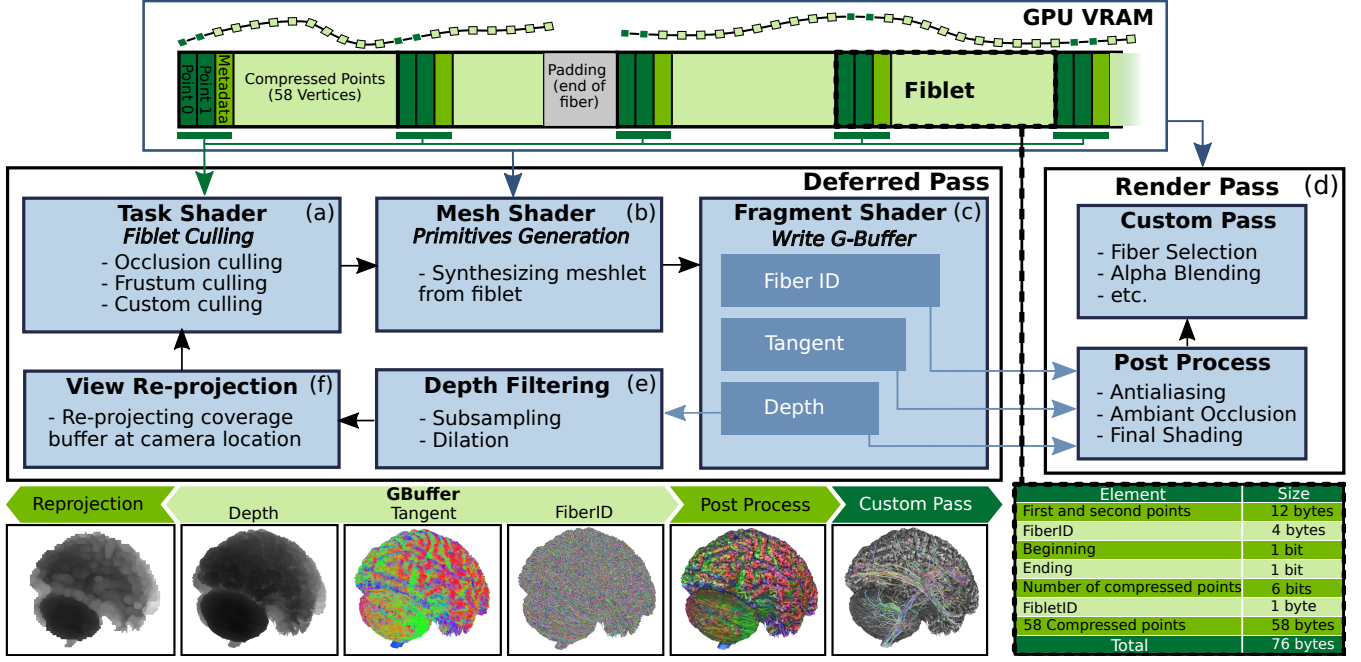 GPU VRAM
Point 0
Point 1
Metadata
Compressed Points
(58 Vertices)
Padding
(end of
fiber)
Fiblet
Deferred Pass
Task Shader (a)
Fiblet Culling
- Occlusion culling
- Frustum culling
- Custom culling
Mesh Shader (b)
Primitives Generation
- Synthesizing meshlet
from fiblet
Fragment Shader (c)
Write G-Buffer
Fiber ID
Tangent
Depth
View Re-projection (f)
- Re-projecting coverage
buffer at camera location
Depth Filtering (e)
- Subsampling
- Dilation
Render Pass (d)
Custom Pass
- Fiber Selection
- Alpha Blending
- etc.
Post Process
- Antialiasing
- Ambiant Occlusion
- Final Shading
Reprojection
GBuffer
Depth
Tangent
FiberID
Post Process
Custom Pass
Element Size
First and second points 12 bytes
FiberID 4 bytes
Beginning 1 bit
Ending 1 bit
Number of compressed points 6 bits
FibletID 1 byte
58 Compressed points 58 bytes
Total 76 bytes